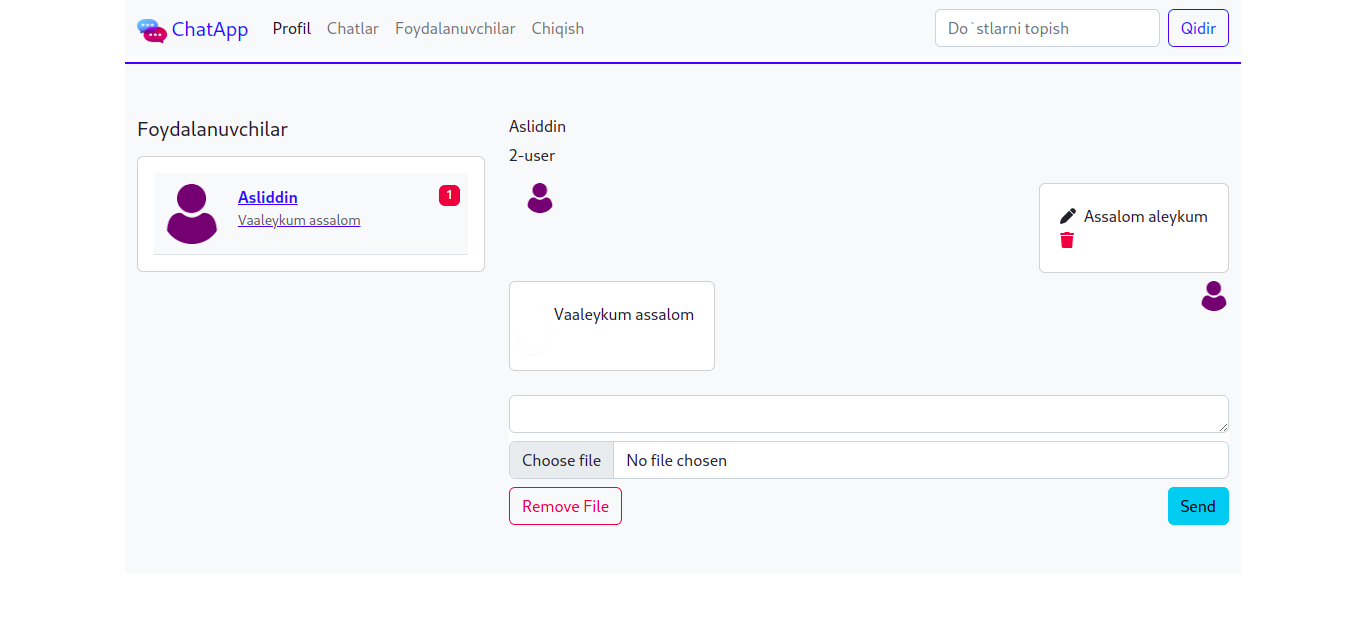 ChatApp Profil Chatlar Foydalanuvchilar Chiqish Do`stlarni topish Qidir
Foydalanuvchilar
Asliddin 1
Vaaleykum assalom
Asliddin
2-user
Assalom aleykum
Vaaleykum assalom
Choose file No file chosen
Remove File Send